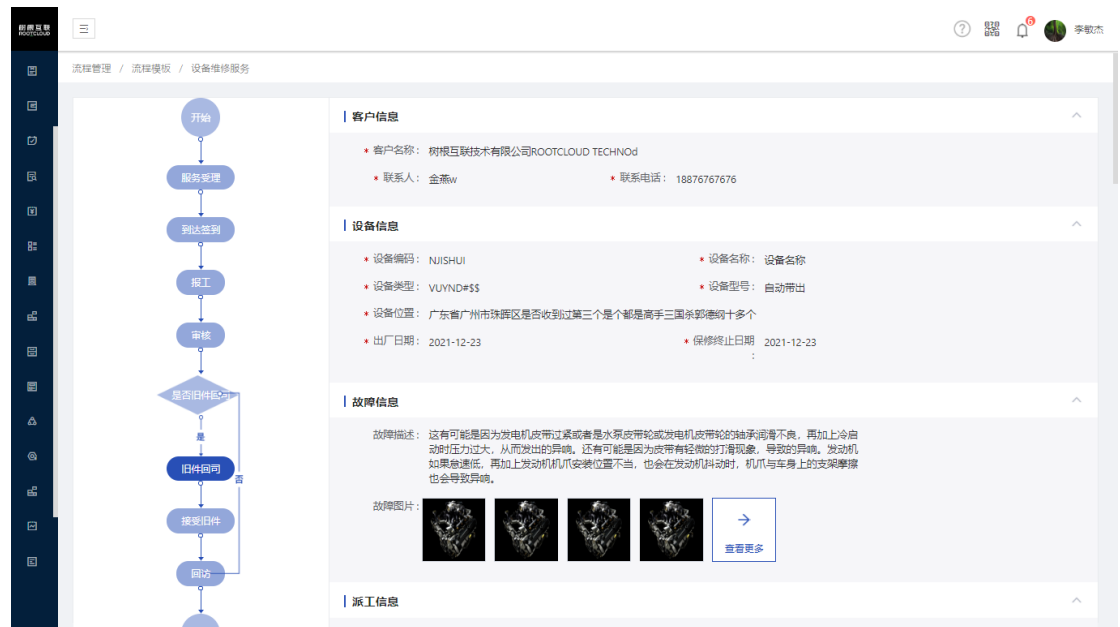 树根互联
ROOTCLOUD
6
李敏杰
流程管理 / 流程模板 / 设备维修服务
开始
服务受理
到达签到
报工
审核
是否旧件回司
是
旧件回司
否
接受旧件
回访
客户信息
* 客户名称： 树根互联技术有限公司ROOTCLOUD TECHNOd
* 联系人： 金燕w * 联系电话： 18876767676
设备信息
* 设备编码： NJISHUI * 设备名称： 设备名称
* 设备类型： VUYND#$$ * 设备型号： 自动带出
* 设备位置： 广东省广州市珠晖区是否收到过第三个是个都是高手三国杀郭德纲十多个
* 出厂日期： 2021-12-23 * 保修终止日期： 2021-12-23
故障信息
故障描述： 这有可能是因为发电机皮带过紧或者是水泵皮带轮或发电机皮带轮的轴承润滑不良，再加上冷启
动时压力过大，从而发出的异响。还有可能是因为皮带有轻微的打滑现象，导致的异响。发动机
如果怠速低，再加上发动机机爪安装位置不当，也会在发动机抖动时，机爪与车身上的支架摩擦
也会导致异响。
故障图片：
查看更多
派工信息